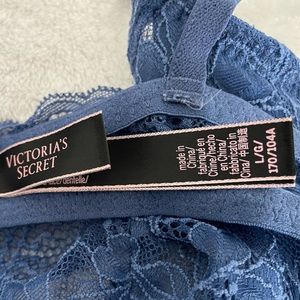 VICTORIA'S
SECRET
dentelle/
made in
China/
fabriqué en
Chine/hecho
en China/
fabbricato in
Cina/ 中国制造
L/G/
170/104A